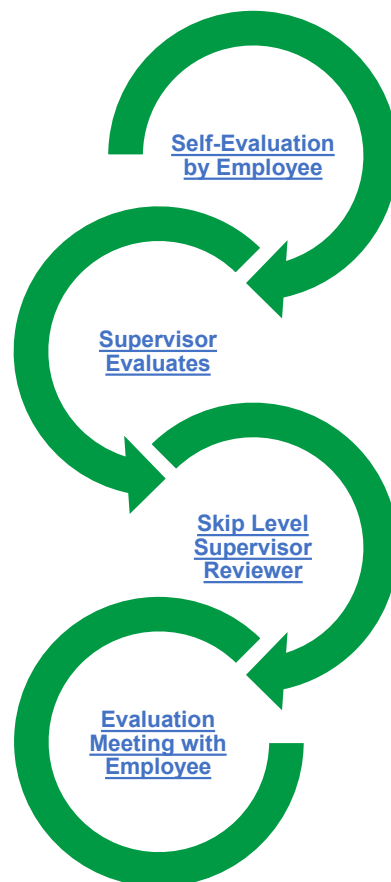 Self-Evaluation
by Employee
Supervisor
Evaluates
Skip Level
Supervisor
Reviewer
Evaluation
Meeting with
Employee